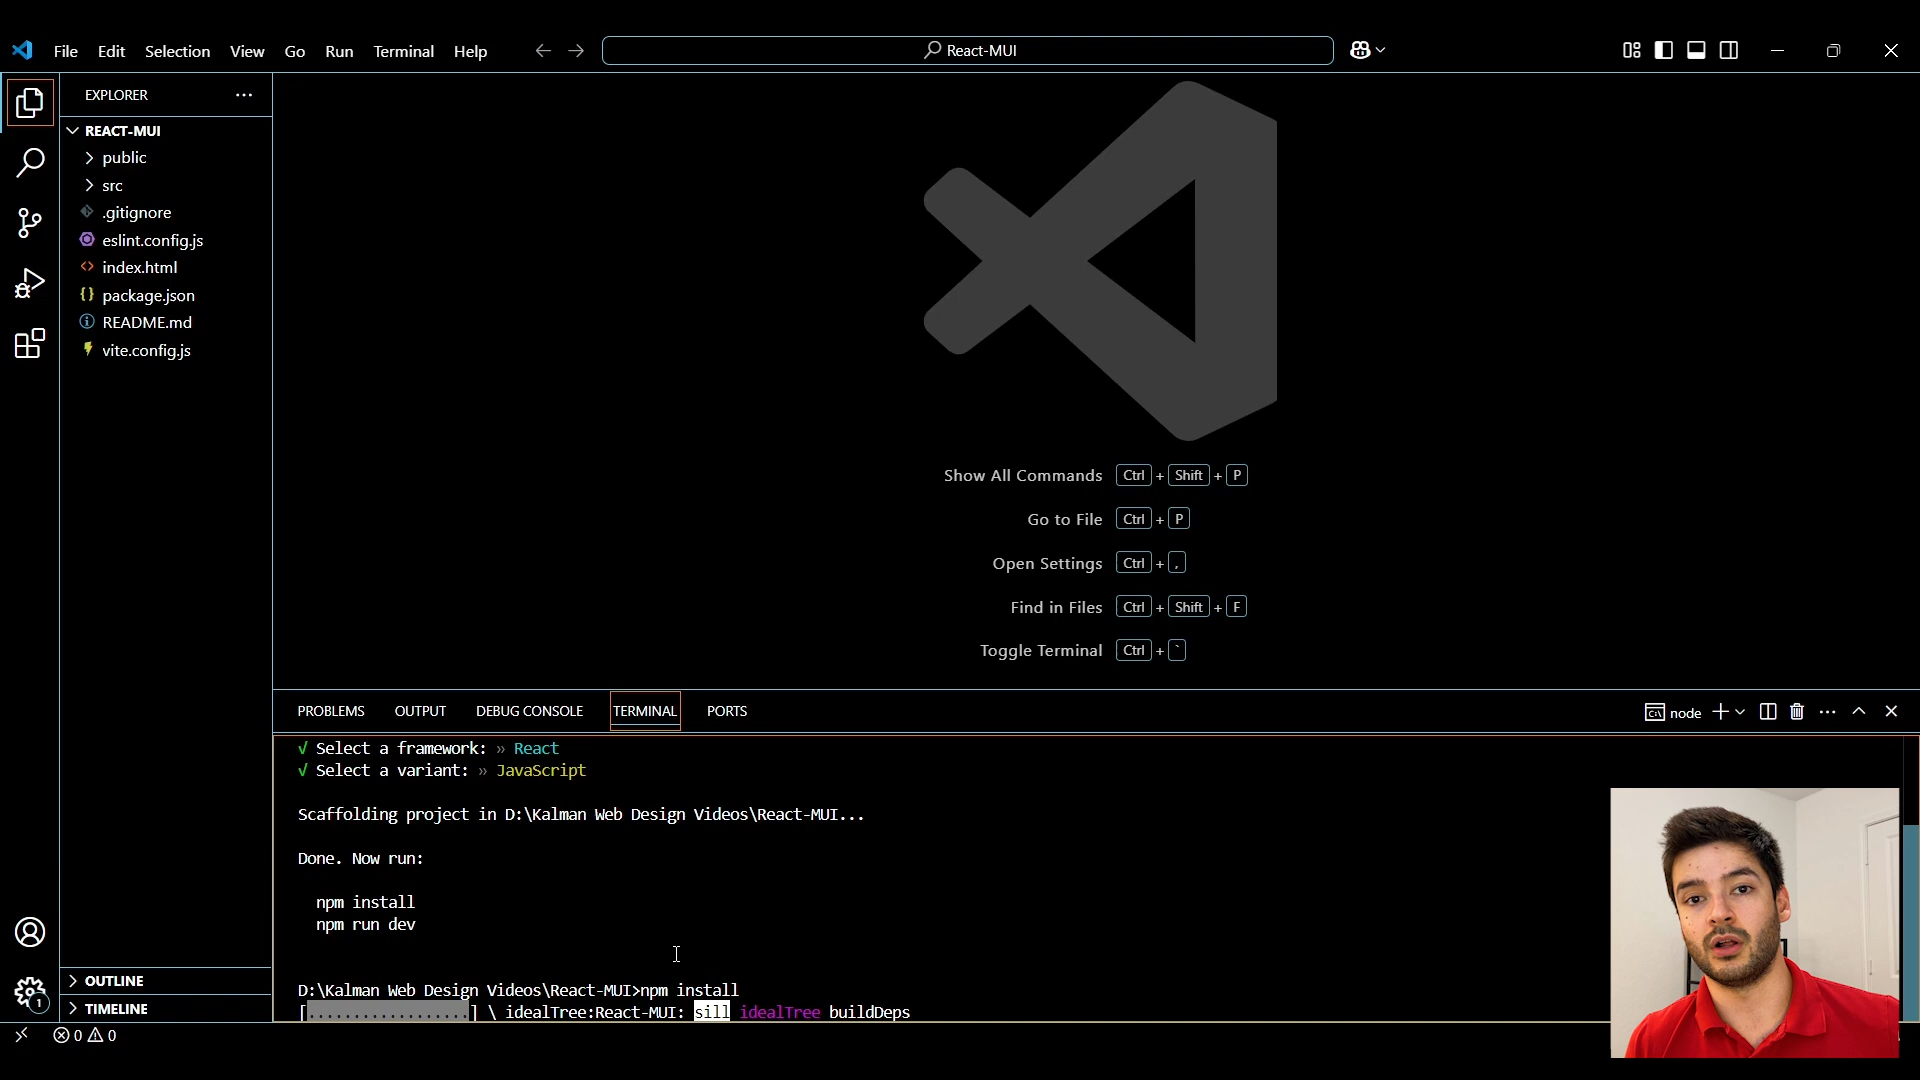 File Edit Selection View Go Run Terminal Help
React-MUI
EXPLORER
REACT-MUI
public
src
.gitignore
eslint.config.js
index.html
package.json
README.md
vite.config.js
OUTLINE
TIMELINE
Show All Commands Ctrl + Shift + P
Go to File Ctrl + P
Open Settings Ctrl + ,
Find in Files Ctrl + Shift + F
Toggle Terminal Ctrl + `
PROBLEMS OUTPUT DEBUG CONSOLE TERMINAL PORTS
node
√ Select a framework: » React
√ Select a variant: » JavaScript
Scaffolding project in D:\Kalman Web Design Videos\React-MUI...
Done. Now run:
npm install
npm run dev
D:\Kalman Web Design Videos\React-MUI>npm install
[..................] \ idealTree:React-MUI: sill idealTree buildDeps
1
0 0